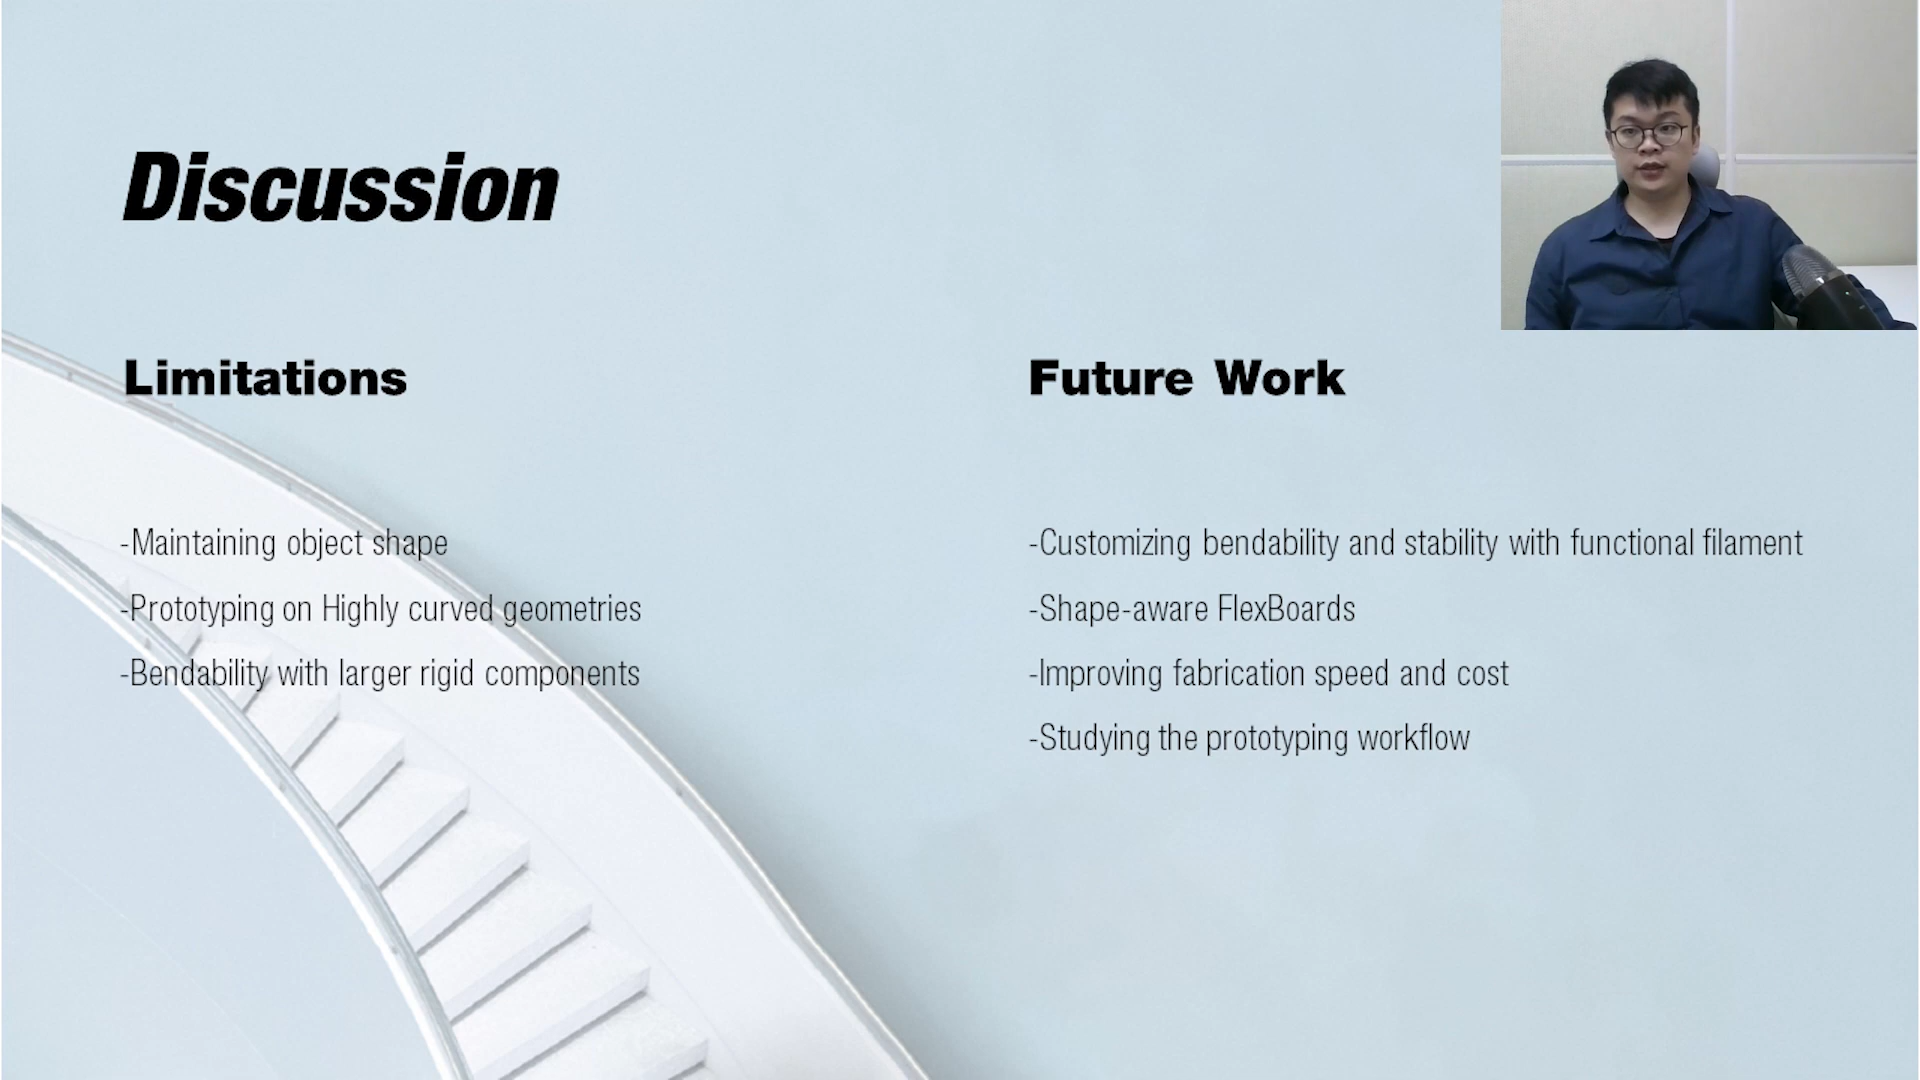 Discussion
Limitations
-Maintaining object shape
-Prototyping on Highly curved geometries
-Bendability with larger rigid components
Future Work
-Customizing bendability and stability with functional filament
-Shape-aware FlexBoards
-Improving fabrication speed and cost
-Studying the prototyping workflow